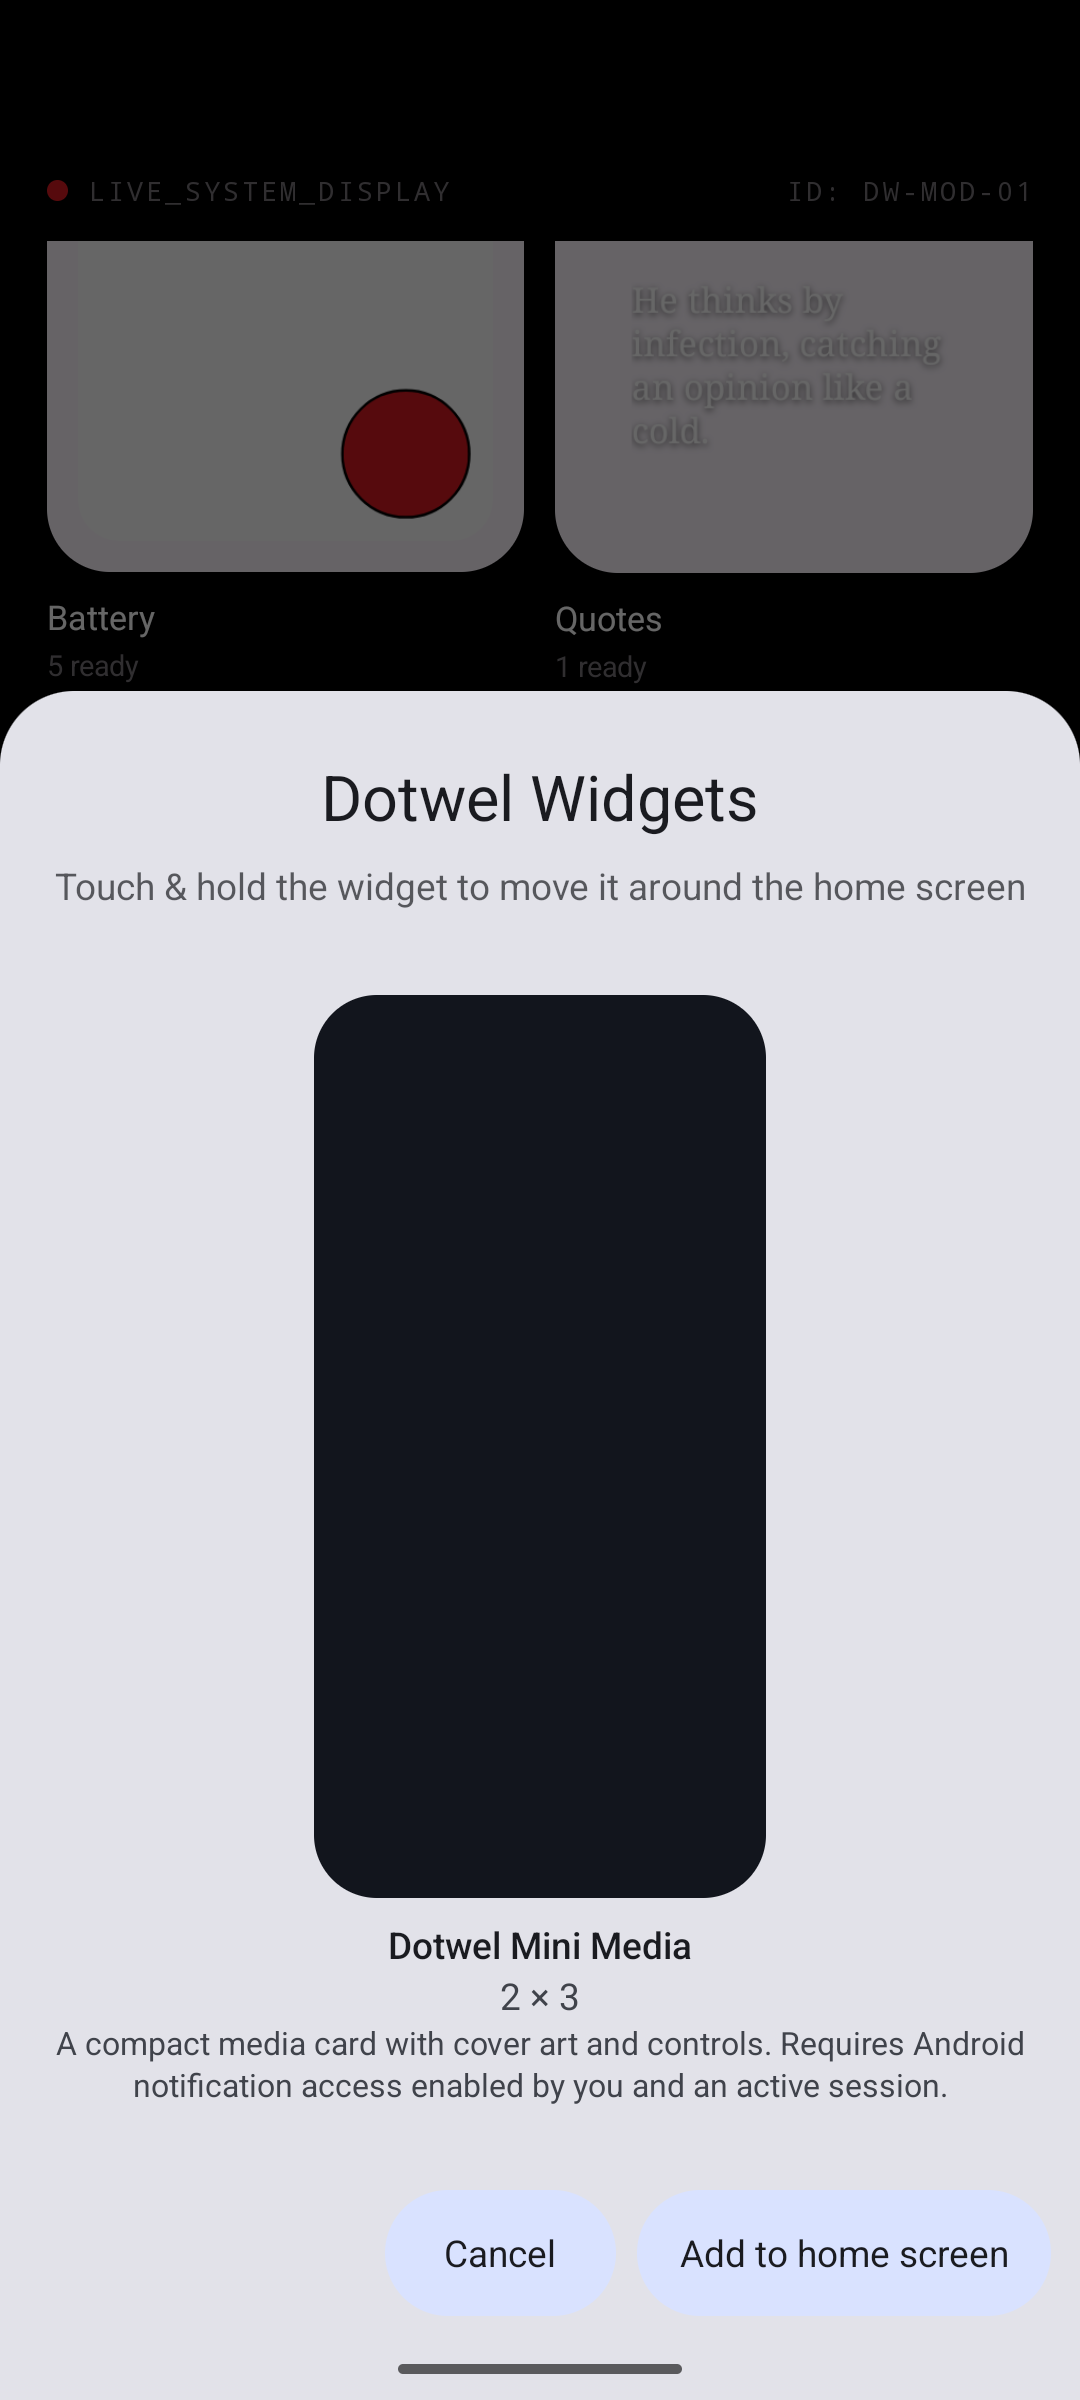 LIVE_SYSTEM_DISPLAY
ID: DW-MOD-01
He thinks by
infection, catching
an opinion like a
cold.
Battery
5 ready
Quotes
1 ready
Dotwel Widgets
Touch & hold the widget to move it around the home screen
Dotwel Mini Media
2 × 3
A compact media card with cover art and controls. Requires Android
notification access enabled by you and an active session.
Cancel
Add to home screen